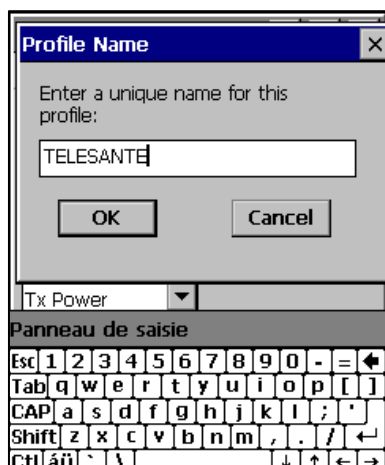 Profile Name
×
Enter a unique name for this
profile:
TELESANTE
OK Cancel
Tx Power
Panneau de saisie
Esc 1 2 3 4 5 6 7 8 9 0 - =
Tab q w e r t y u i o p [ ]
CAP a s d f g h j k l ; '
Shift z x c v b n m , . /
Ctl áü ` \